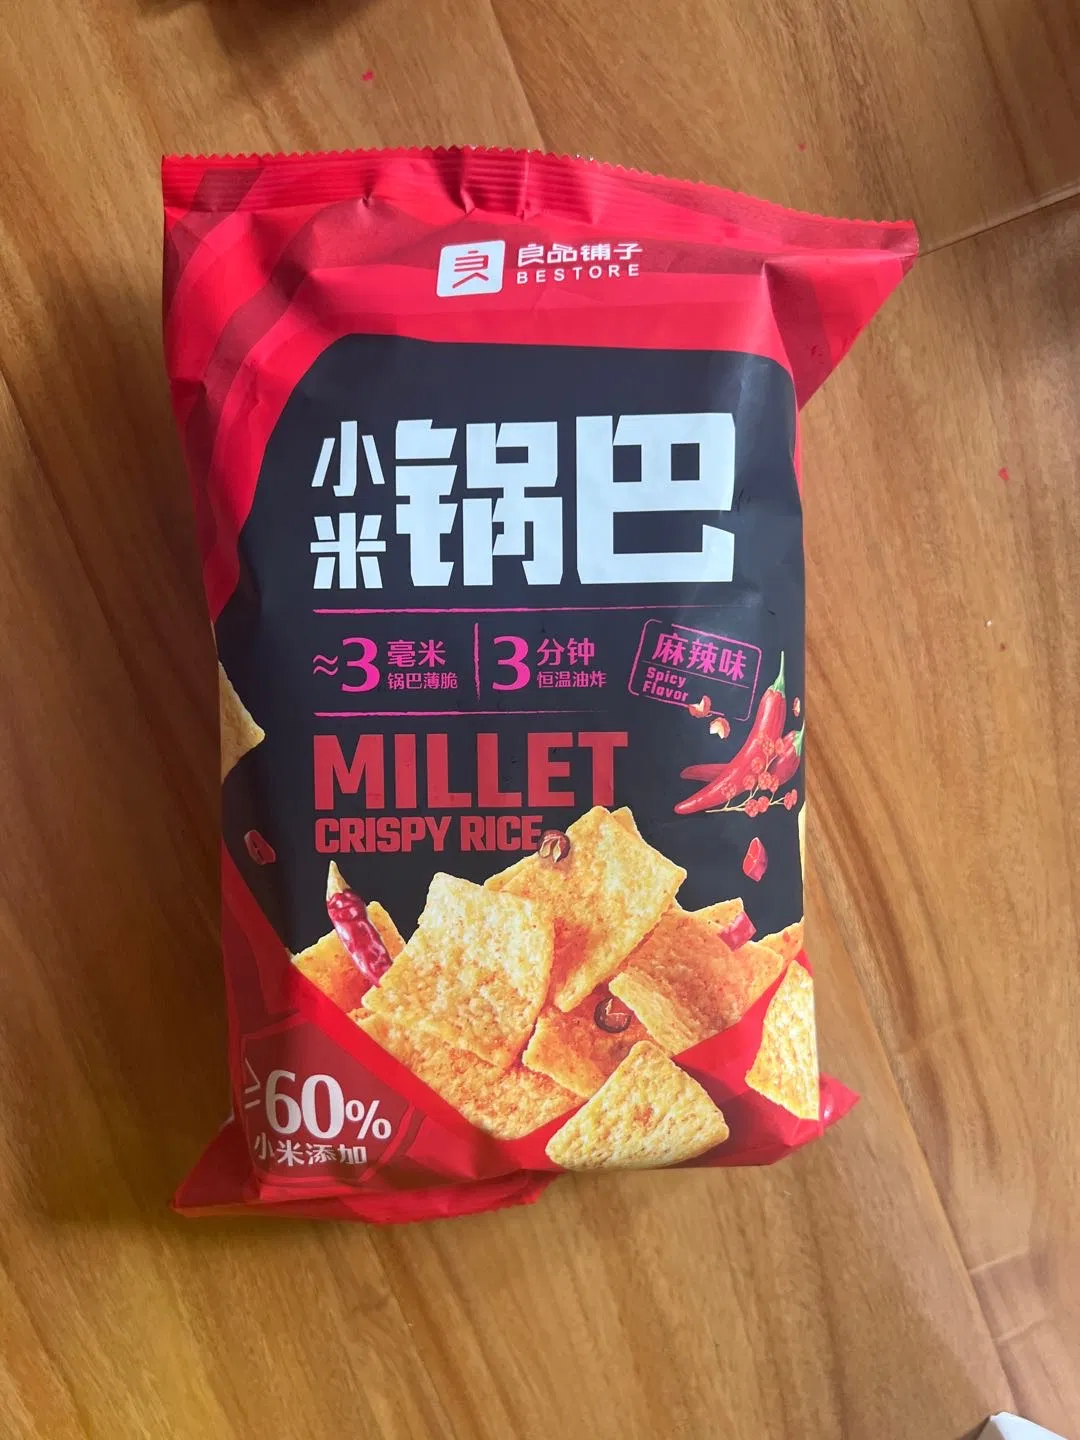 良品铺子
BESTORE
小米锅巴
≈3毫米
锅巴薄脆
3分钟
恒温油炸
麻辣味
Spicy
Flavor
MILLET
CRISPY RICE
≥60%
小米添加